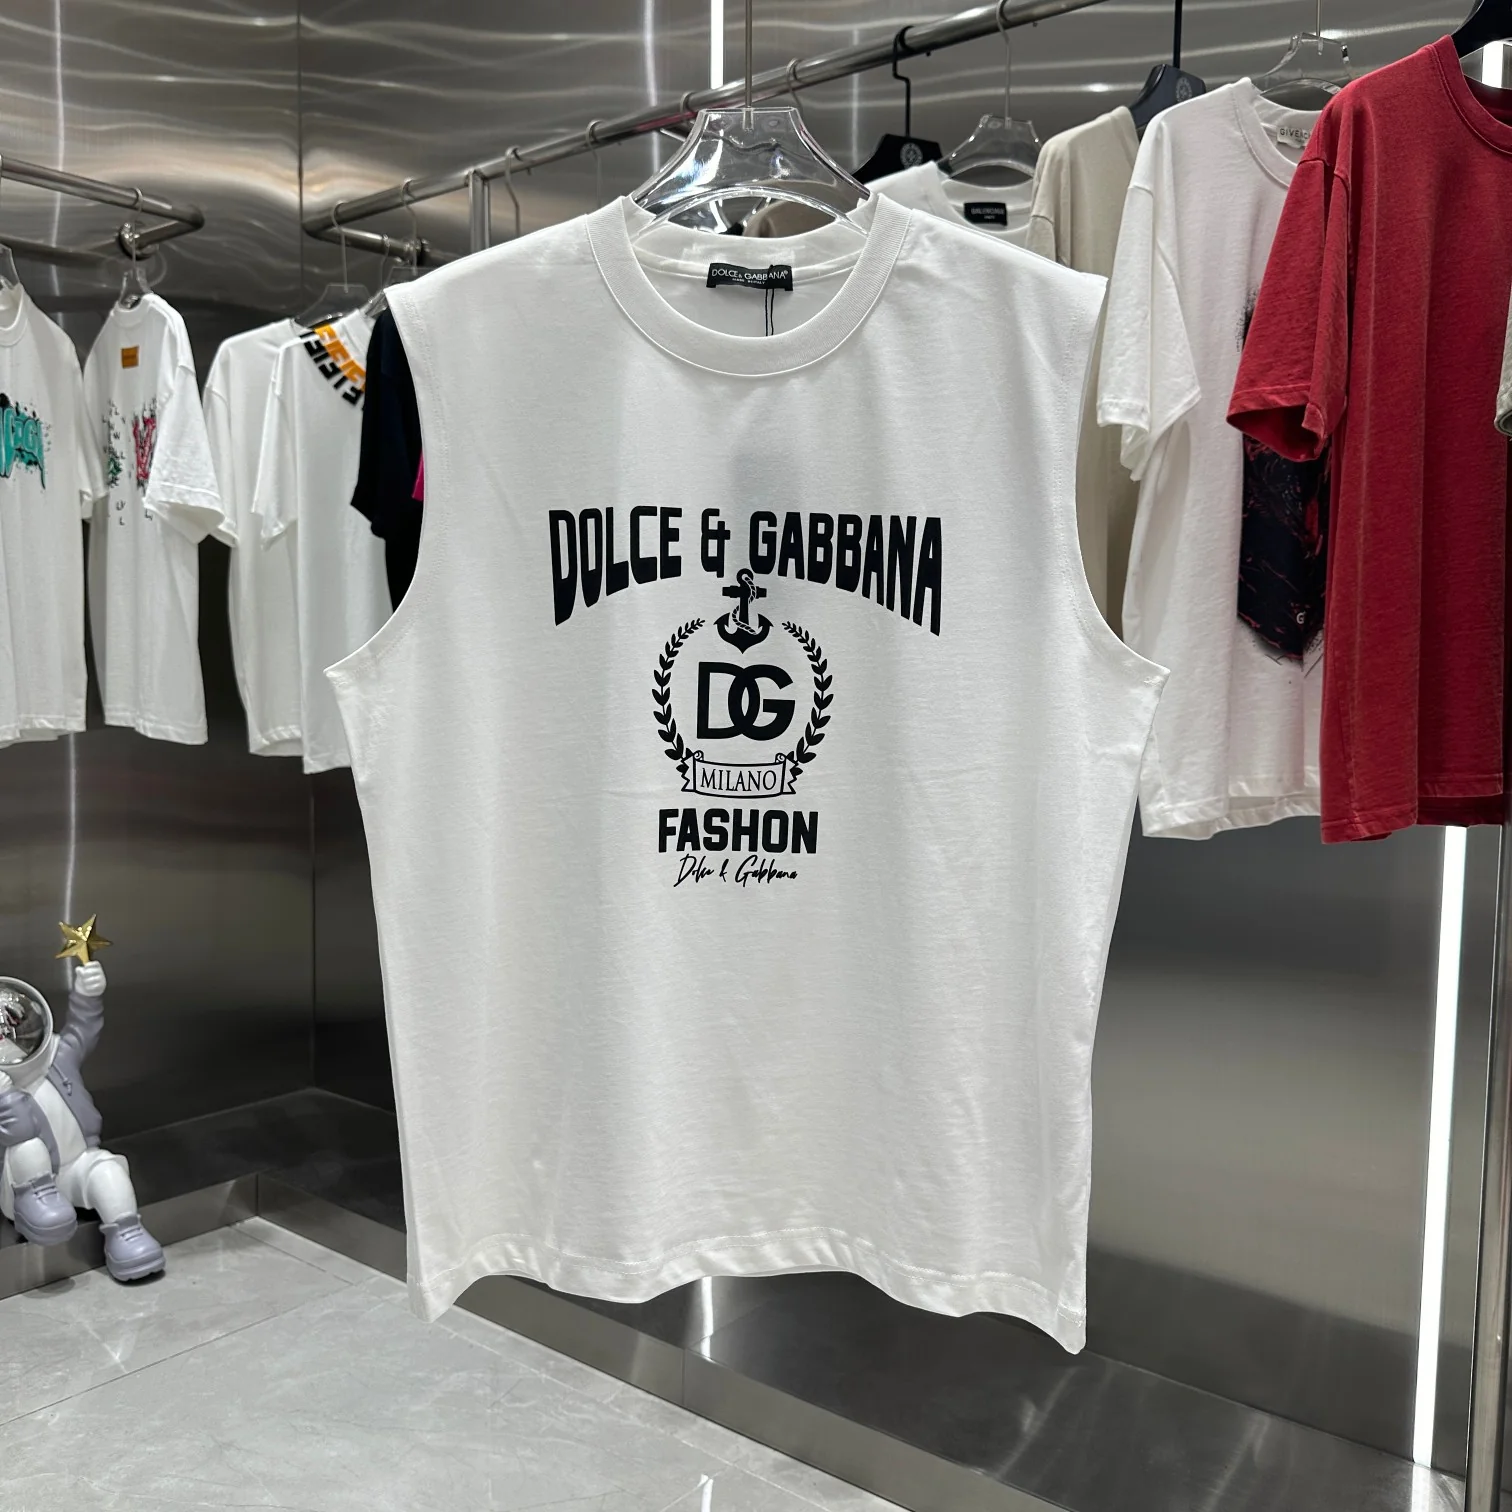 DOLCE & GABBANA
DOLCE & GABBANA
DG
MILANO
FASHON
Dolce & Gabbana